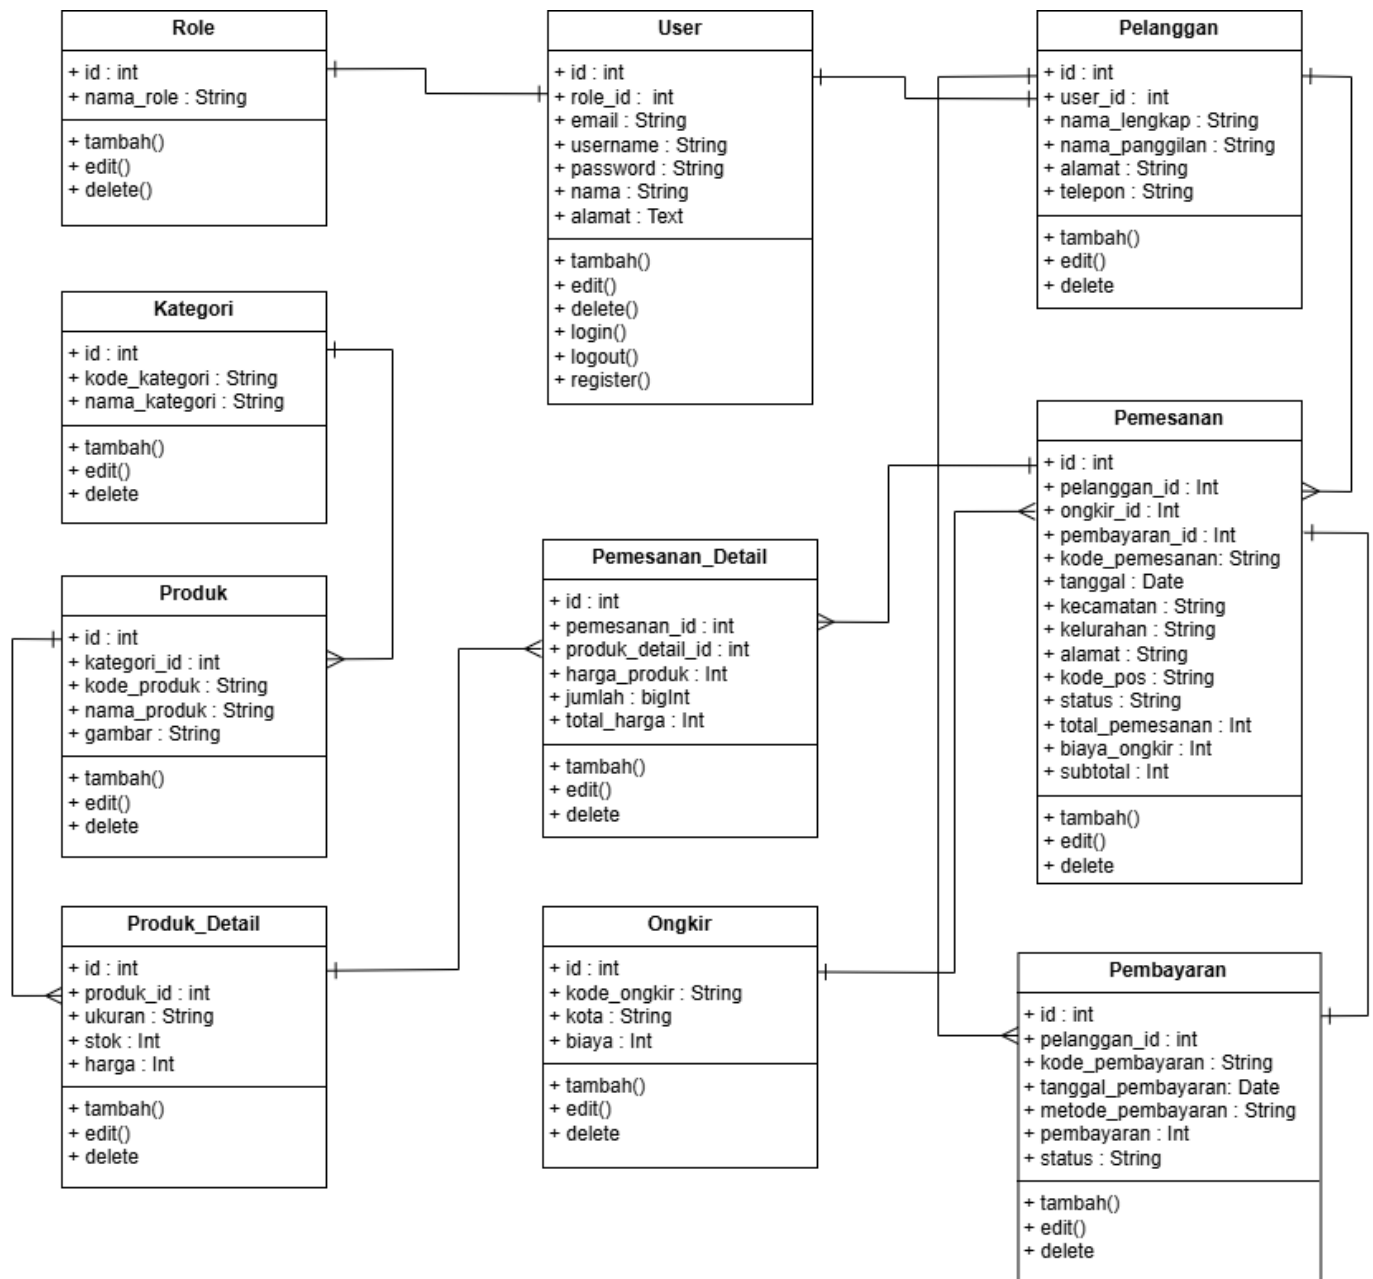 Role
+ id : int
+ nama_role : String
+ tambah()
+ edit()
+ delete()
User
+ id : int
+ role_id :  int
+ email : String
+ username : String
+ password : String
+ nama : String
+ alamat : Text
+ tambah()
+ edit()
+ delete()
+ login()
+ logout()
+ register()
Pelanggan
+ id : int
+ user_id :  int
+ nama_lengkap : String
+ nama_panggilan : String
+ alamat : String
+ telepon : String
+ tambah()
+ edit()
+ delete
Kategori
+ id : int
+ kode_kategori : String
+ nama_kategori : String
+ tambah()
+ edit()
+ delete
Pemesanan
+ id : int
+ pelanggan_id : Int
+ ongkir_id : Int
+ pembayaran_id : Int
+ kode_pemesanan: String
+ tanggal : Date
+ kecamatan : String
+ kelurahan : String
+ alamat : String
+ kode_pos : String
+ status : String
+ total_pemesanan : Int
+ biaya_ongkir : Int
+ subtotal : Int
+ tambah()
+ edit()
+ delete
Pemesanan_Detail
+ id : int
+ pemesanan_id : int
+ produk_detail_id : int
+ harga_produk : Int
+ jumlah : bigInt
+ total_harga : Int
+ tambah()
+ edit()
+ delete
Produk
+ id : int
+ kategori_id : int
+ kode_produk : String
+ nama_produk : String
+ gambar : String
+ tambah()
+ edit()
+ delete
Produk_Detail
+ id : int
+ produk_id : int
+ ukuran : String
+ stok : Int
+ harga : Int
+ tambah()
+ edit()
+ delete
Ongkir
+ id : int
+ kode_ongkir : String
+ kota : String
+ biaya : Int
+ tambah()
+ edit()
+ delete
Pembayaran
+ id : int
+ pelanggan_id : int
+ kode_pembayaran : String
+ tanggal_pembayaran: Date
+ metode_pembayaran : String
+ pembayaran : Int
+ status : String
+ tambah()
+ edit()
+ delete